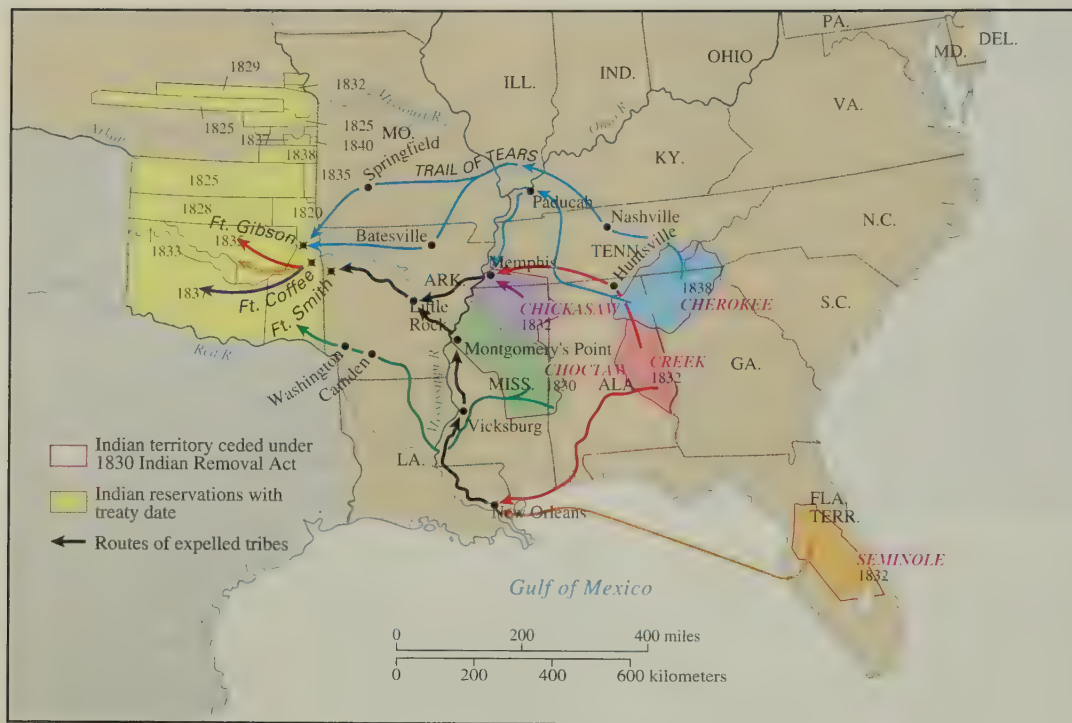 PA.
OHIO
MD.
DEL.
1829
IND.
ILL.
1832
Missouri R.
VA.
1825
1825
Ohio R.
MO.
1837
1840
1838
Springfield
TRAIL OF TEARS
KY.
1835
1825
Paducah
1828
1820
Nashville
N.C.
Ft. Gibson
Batesville
TENN.
Huntsville
1833
Memphis
ARK.
1838
S.C.
CHEROKEE
1837
Ft. Coffee
CHICKASAW
1832
Little
Rock
Ft. Smith
Montgomery's Point
CREEK
1832
GA.
Red R.
CHOCTAW
1830
ALA.
Washington
Camden
MISS.
Mississippi R.
Vicksburg
Indian territory ceded under
1830 Indian Removal Act
LA.
Indian reservations with
treaty date
New Orleans
FLA.
TERR.
Routes of expelled tribes
SEMINOLE
1832
Gulf of Mexico
0 200 400 miles
0 200 400 600 kilometers